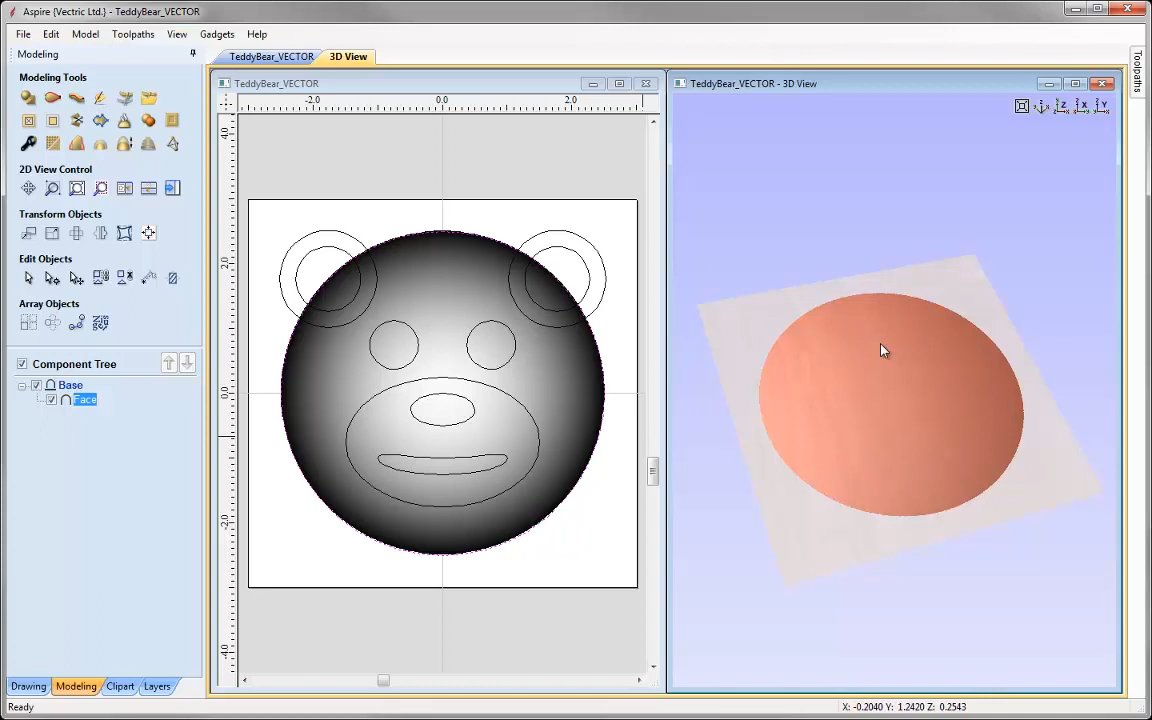 Aspire {Vectric Ltd.} - TeddyBear_VECTOR
File Edit Model Toolpaths View Gadgets Help
Modeling
TeddyBear_VECTOR 3D View
Modeling Tools
2D View Control
Transform Objects
Edit Objects
Array Objects
Component Tree
Base
Face
Drawing Modeling Clipart Layers
TeddyBear_VECTOR
-2.0 0.0 2.0
4.0
2.0
0.0
-2.0
-4.0
TeddyBear_VECTOR - 3D View
Z X Y
Toolpaths
Ready
X: -0.2040 Y: 1.2420 Z: 0.2543